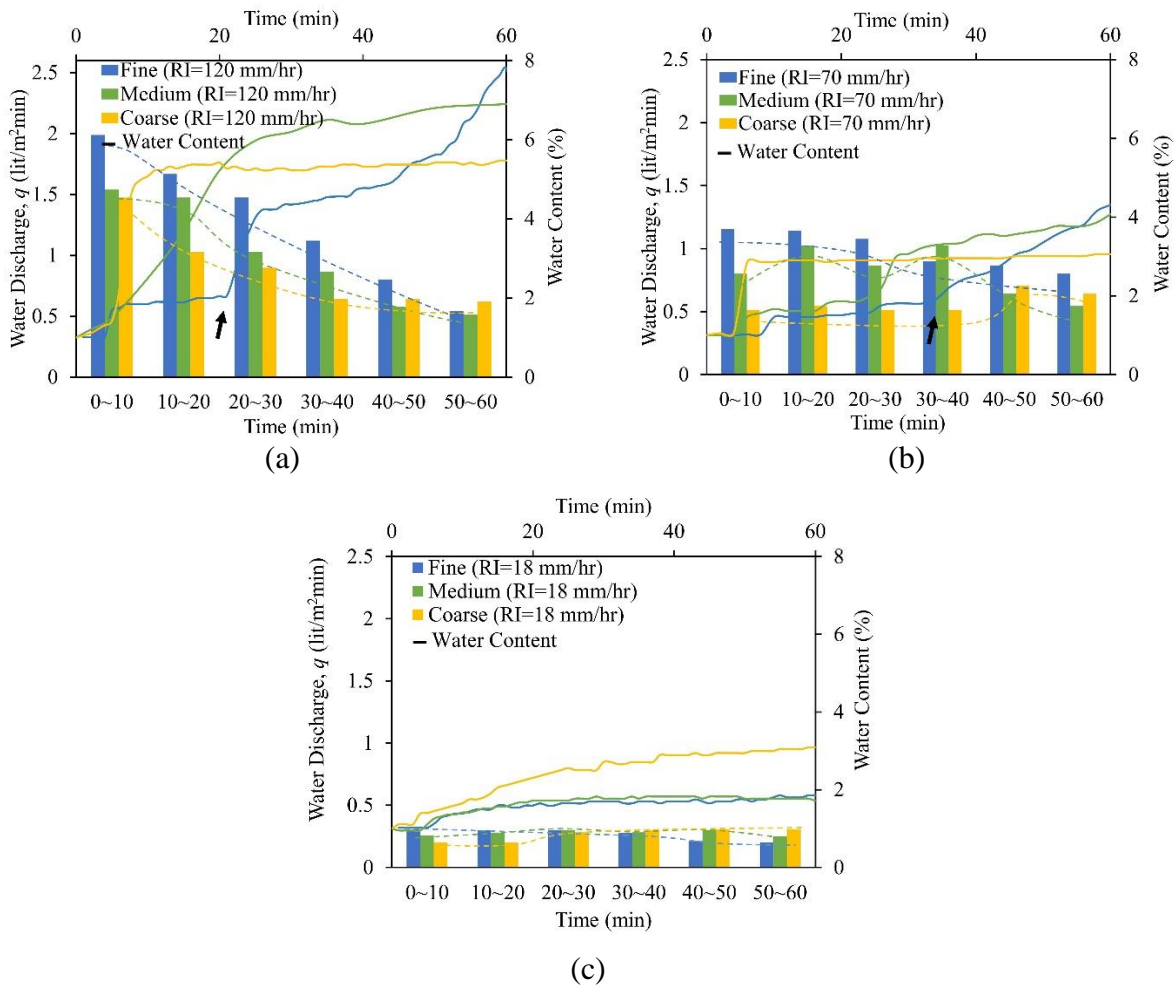 Time (min)
0 20 40 60
Water Discharge, q (lit/m²min)
2.5
2
1.5
1
0.5
0
Fine (RI=120 mm/hr)
Medium (RI=120 mm/hr)
Coarse (RI=120 mm/hr)
Water Content
8
6
4
2
0
Water Content (%)
0~10 10~20 20~30 30~40 40~50 50~60
Time (min)
(a)
Time (min)
0 20 40 60
Water Discharge, q (lit/m²min)
2.5
2
1.5
1
0.5
0
Fine (RI=70 mm/hr)
Medium (RI=70 mm/hr)
Coarse (RI=70 mm/hr)
Water Content
8
6
4
2
0
Water Content (%)
0~10 10~20 20~30 30~40 40~50 50~60
Time (min)
(b)
Time (min)
0 20 40 60
Water Discharge, q (lit/m²min)
2.5
2
1.5
1
0.5
0
Fine (RI=18 mm/hr)
Medium (RI=18 mm/hr)
Coarse (RI=18 mm/hr)
Water Content
8
6
4
2
0
Water Content (%)
0~10 10~20 20~30 30~40 40~50 50~60
Time (min)
(c)